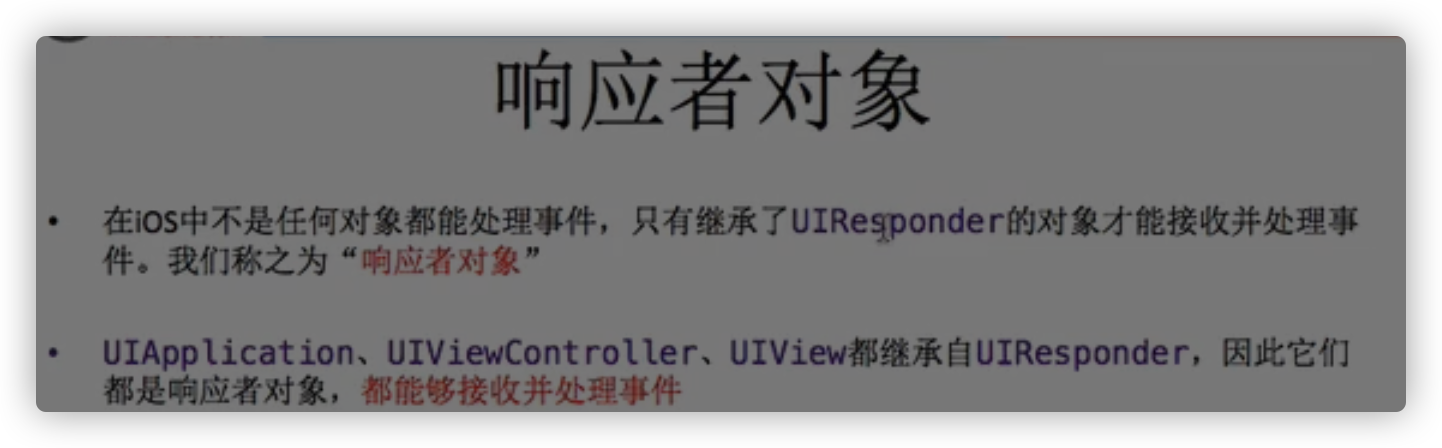 响应者对象
• 在iOS中不是任何对象都能处理事件，只有继承了UIResponder的对象才能接收并处理事
件。我们称之为“响应者对象”
• UIApplication、UIViewController、UIView都继承自UIResponder，因此它们
都是响应者对象，都能够接收并处理事件